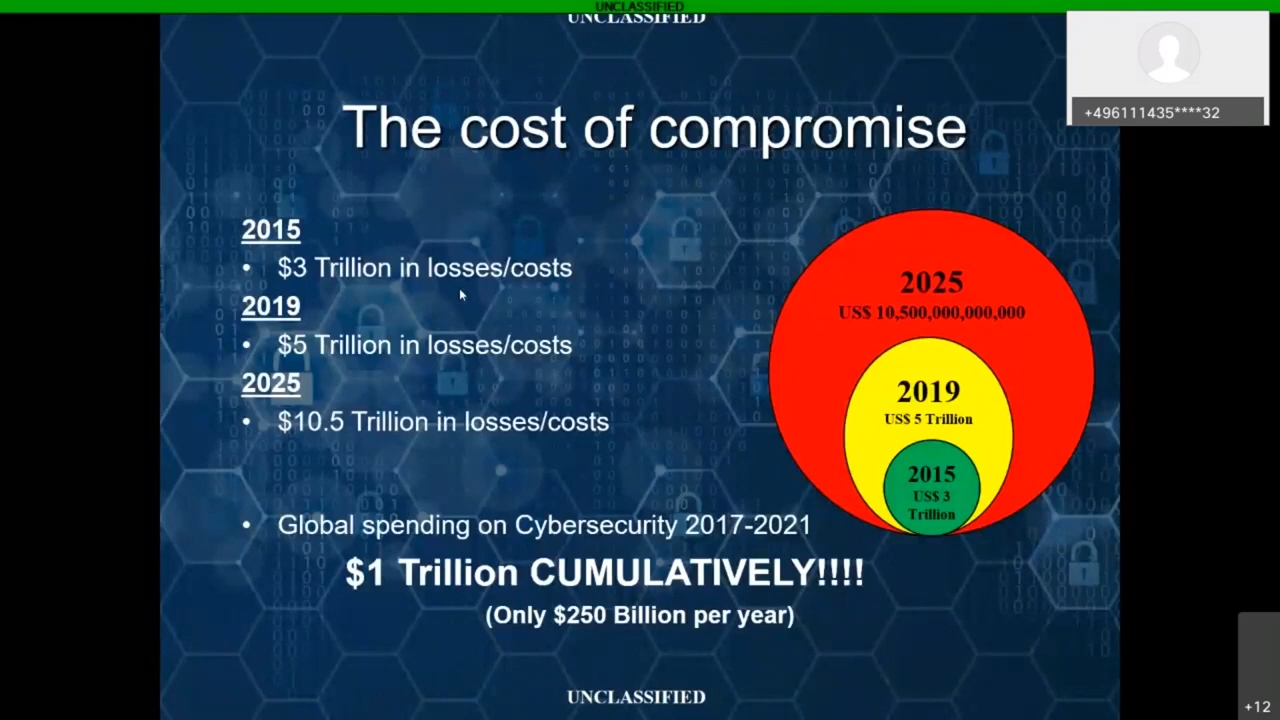 UNCLASSIFIED
UNCLASSIFIED
+496111435****32
The cost of compromise
2015
• $3 Trillion in losses/costs
2019
• $5 Trillion in losses/costs
2025
• $10.5 Trillion in losses/costs
2025
US$ 10,500,000,000,000
2019
US$ 5 Trillion
2015
US$ 3
Trillion
• Global spending on Cybersecurity 2017-2021
$1 Trillion CUMULATIVELY!!!!
(Only $250 Billion per year)
UNCLASSIFIED
+12